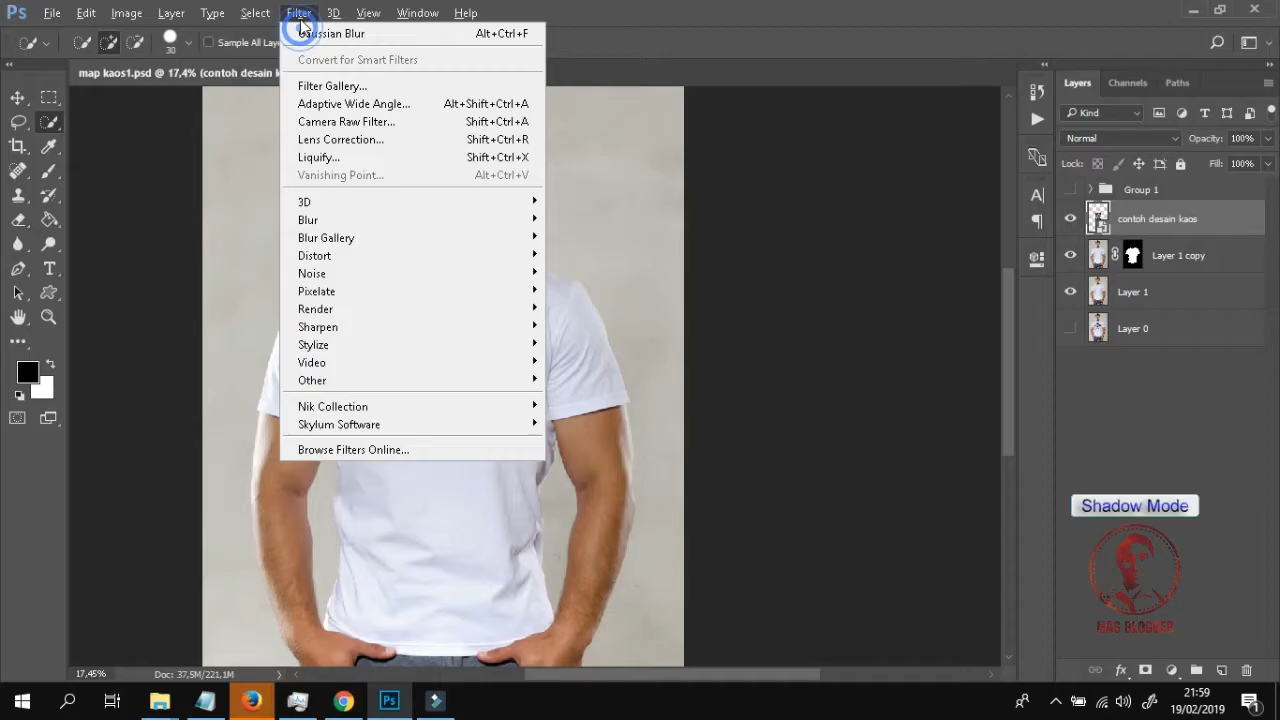 Ps File Edit Image Layer Type Select Filter 3D View Window Help
30 Sample All Lay
map kaos1.psd @ 17,4% (contoh desain k
Gaussian Blur Alt+Ctrl+F
Convert for Smart Filters
Filter Gallery...
Adaptive Wide Angle... Alt+Shift+Ctrl+A
Camera Raw Filter... Shift+Ctrl+A
Lens Correction... Shift+Ctrl+R
Liquify... Shift+Ctrl+X
Vanishing Point... Alt+Ctrl+V
3D
Blur
Blur Gallery
Distort
Noise
Pixelate
Render
Sharpen
Stylize
Video
Other
Nik Collection
Skylum Software
Browse Filters Online...
Layers Channels Paths
Kind
Normal Opacity: 100%
Lock: Fill: 100%
Group 1
contoh desain kaos
Layer 1 copy
Layer 1
Layer 0
Shadow Mode
MAS BLOGGER
17,45% Doc: 37,5M/221,1M
Ps
21:59
19/02/2019
1